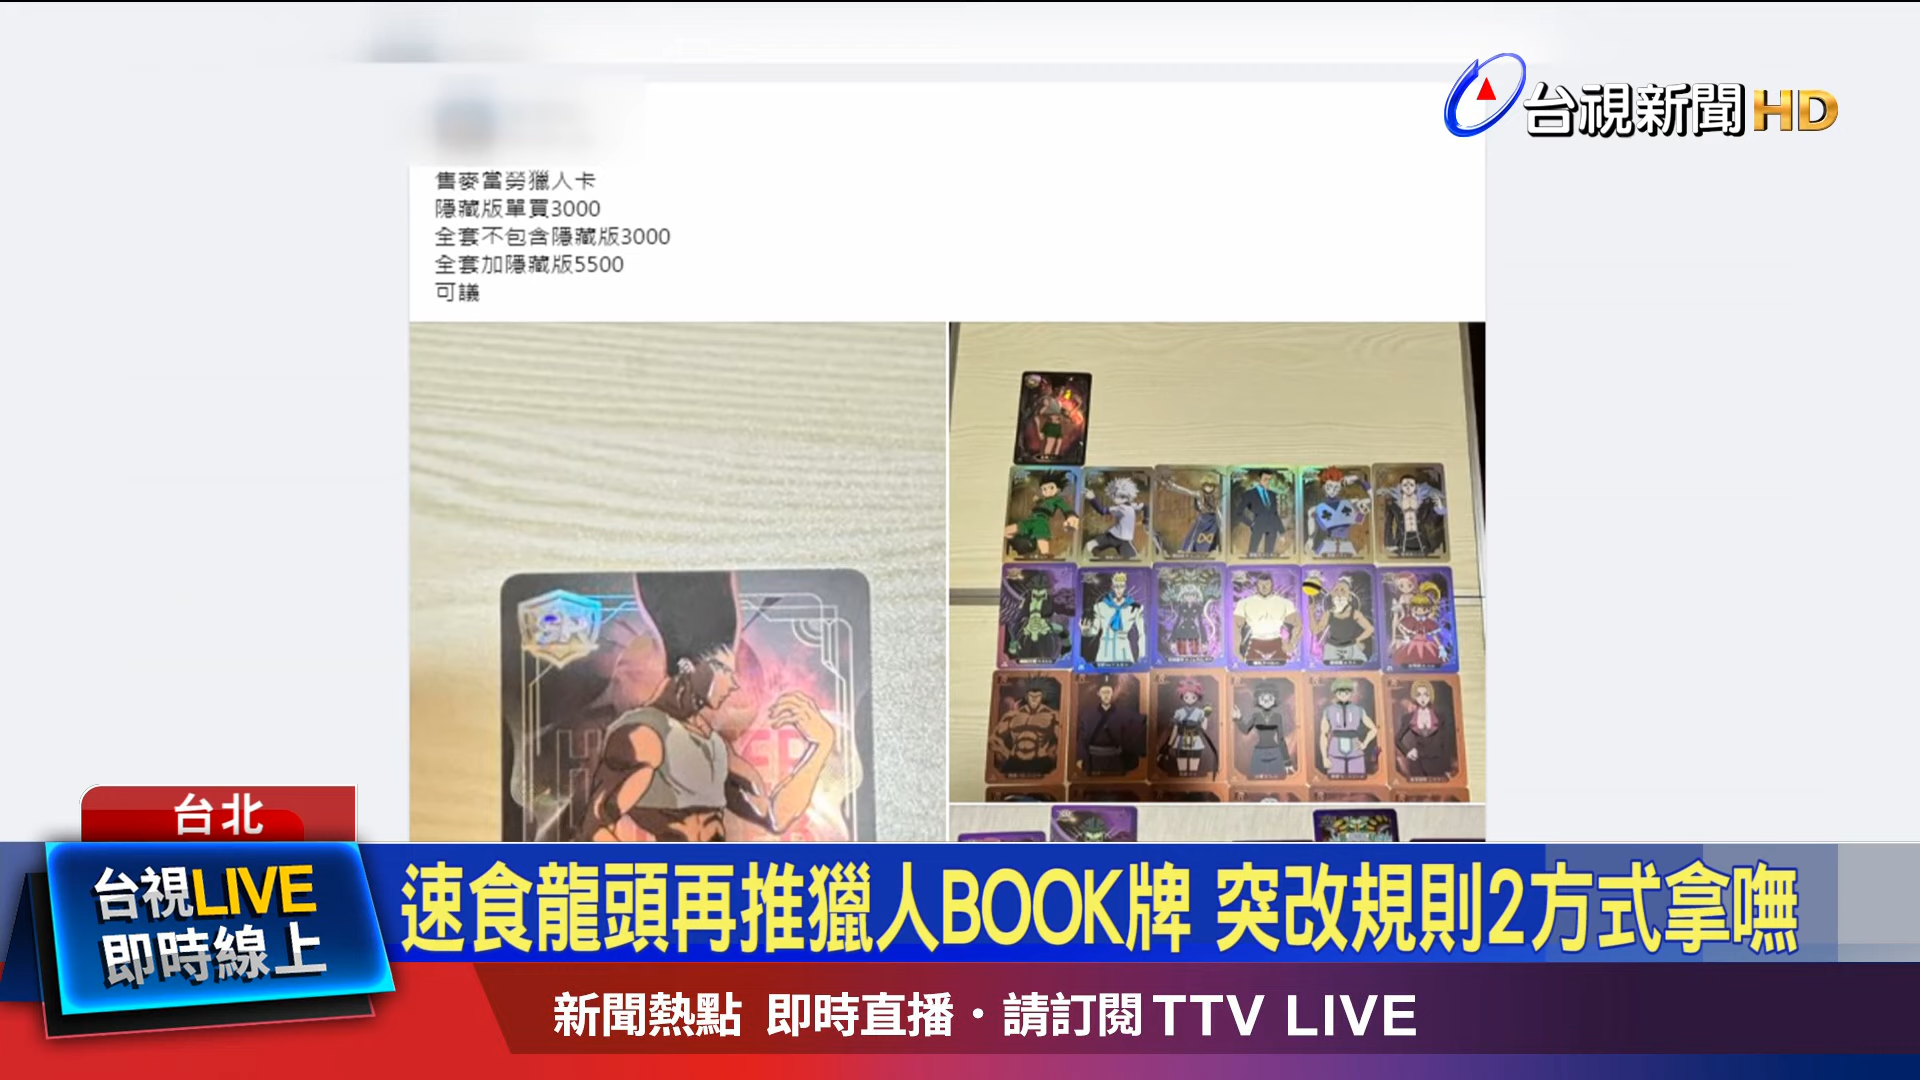 台視新聞HD
售麥當勞獵人卡
隱藏版單買3000
全套不包含隱藏版3000
全套加隱藏版5500
可議
SR
台北
台視LIVE
即時線上
速食龍頭再推獵人BOOK牌 突改規則2方式拿嘸
新聞熱點 即時直播・請訂閱TTV LIVE